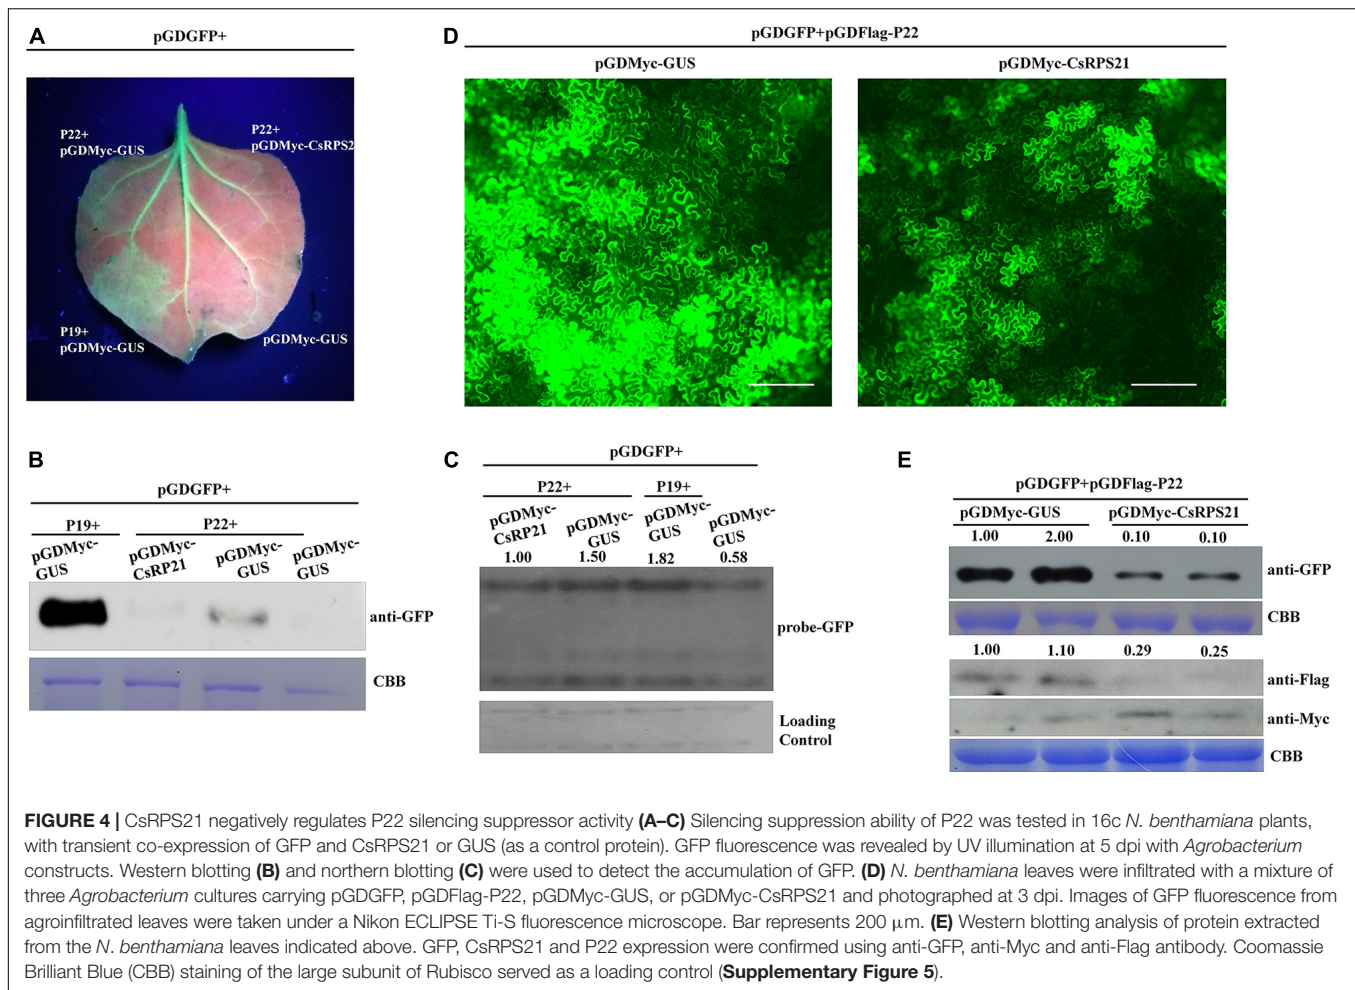 A
pGDGFP+
P22+
pGDMyc-GUS
P22+
pGDMyc-CsRPS2
P19+
pGDMyc-GUS
pGDMyc-GUS
D
pGDGFP+pGDFlag-P22
pGDMyc-GUS
pGDMyc-CsRPS21
B
pGDGFP+
P19+
P22+
pGDMyc-
GUS
pGDMyc-
CsRP21
pGDMyc-
GUS
pGDMyc-
GUS
anti-GFP
CBB
C
pGDGFP+
P22+
P19+
pGDMyc-
CsRP21
pGDMyc-
GUS
pGDMyc-
GUS
pGDMyc-
GUS
1.00 1.50 1.82 0.58
probe-GFP
Loading
Control
E
pGDGFP+pGDFlag-P22
pGDMyc-GUS pGDMyc-CsRPS21
1.00 2.00 0.10 0.10
anti-GFP
CBB
1.00 1.10 0.29 0.25
anti-Flag
anti-Myc
CBB
FIGURE 4 | CsRPS21 negatively regulates P22 silencing suppressor activity (A–C) Silencing suppression ability of P22 was tested in 16c N. benthamiana plants,
with transient co-expression of GFP and CsRPS21 or GUS (as a control protein). GFP fluorescence was revealed by UV illumination at 5 dpi with Agrobacterium
constructs. Western blotting (B) and northern blotting (C) were used to detect the accumulation of GFP. (D) N. benthamiana leaves were infiltrated with a mixture of
three Agrobacterium cultures carrying pGDGFP, pGDFlag-P22, pGDMyc-GUS, or pGDMyc-CsRPS21 and photographed at 3 dpi. Images of GFP fluorescence from
agroinfiltrated leaves were taken under a Nikon ECLIPSE Ti-S fluorescence microscope. Bar represents 200 μm. (E) Western blotting analysis of protein extracted
from the N. benthamiana leaves indicated above. GFP, CsRPS21 and P22 expression were confirmed using anti-GFP, anti-Myc and anti-Flag antibody. Coomassie
Brilliant Blue (CBB) staining of the large subunit of Rubisco served as a loading control (Supplementary Figure 5).